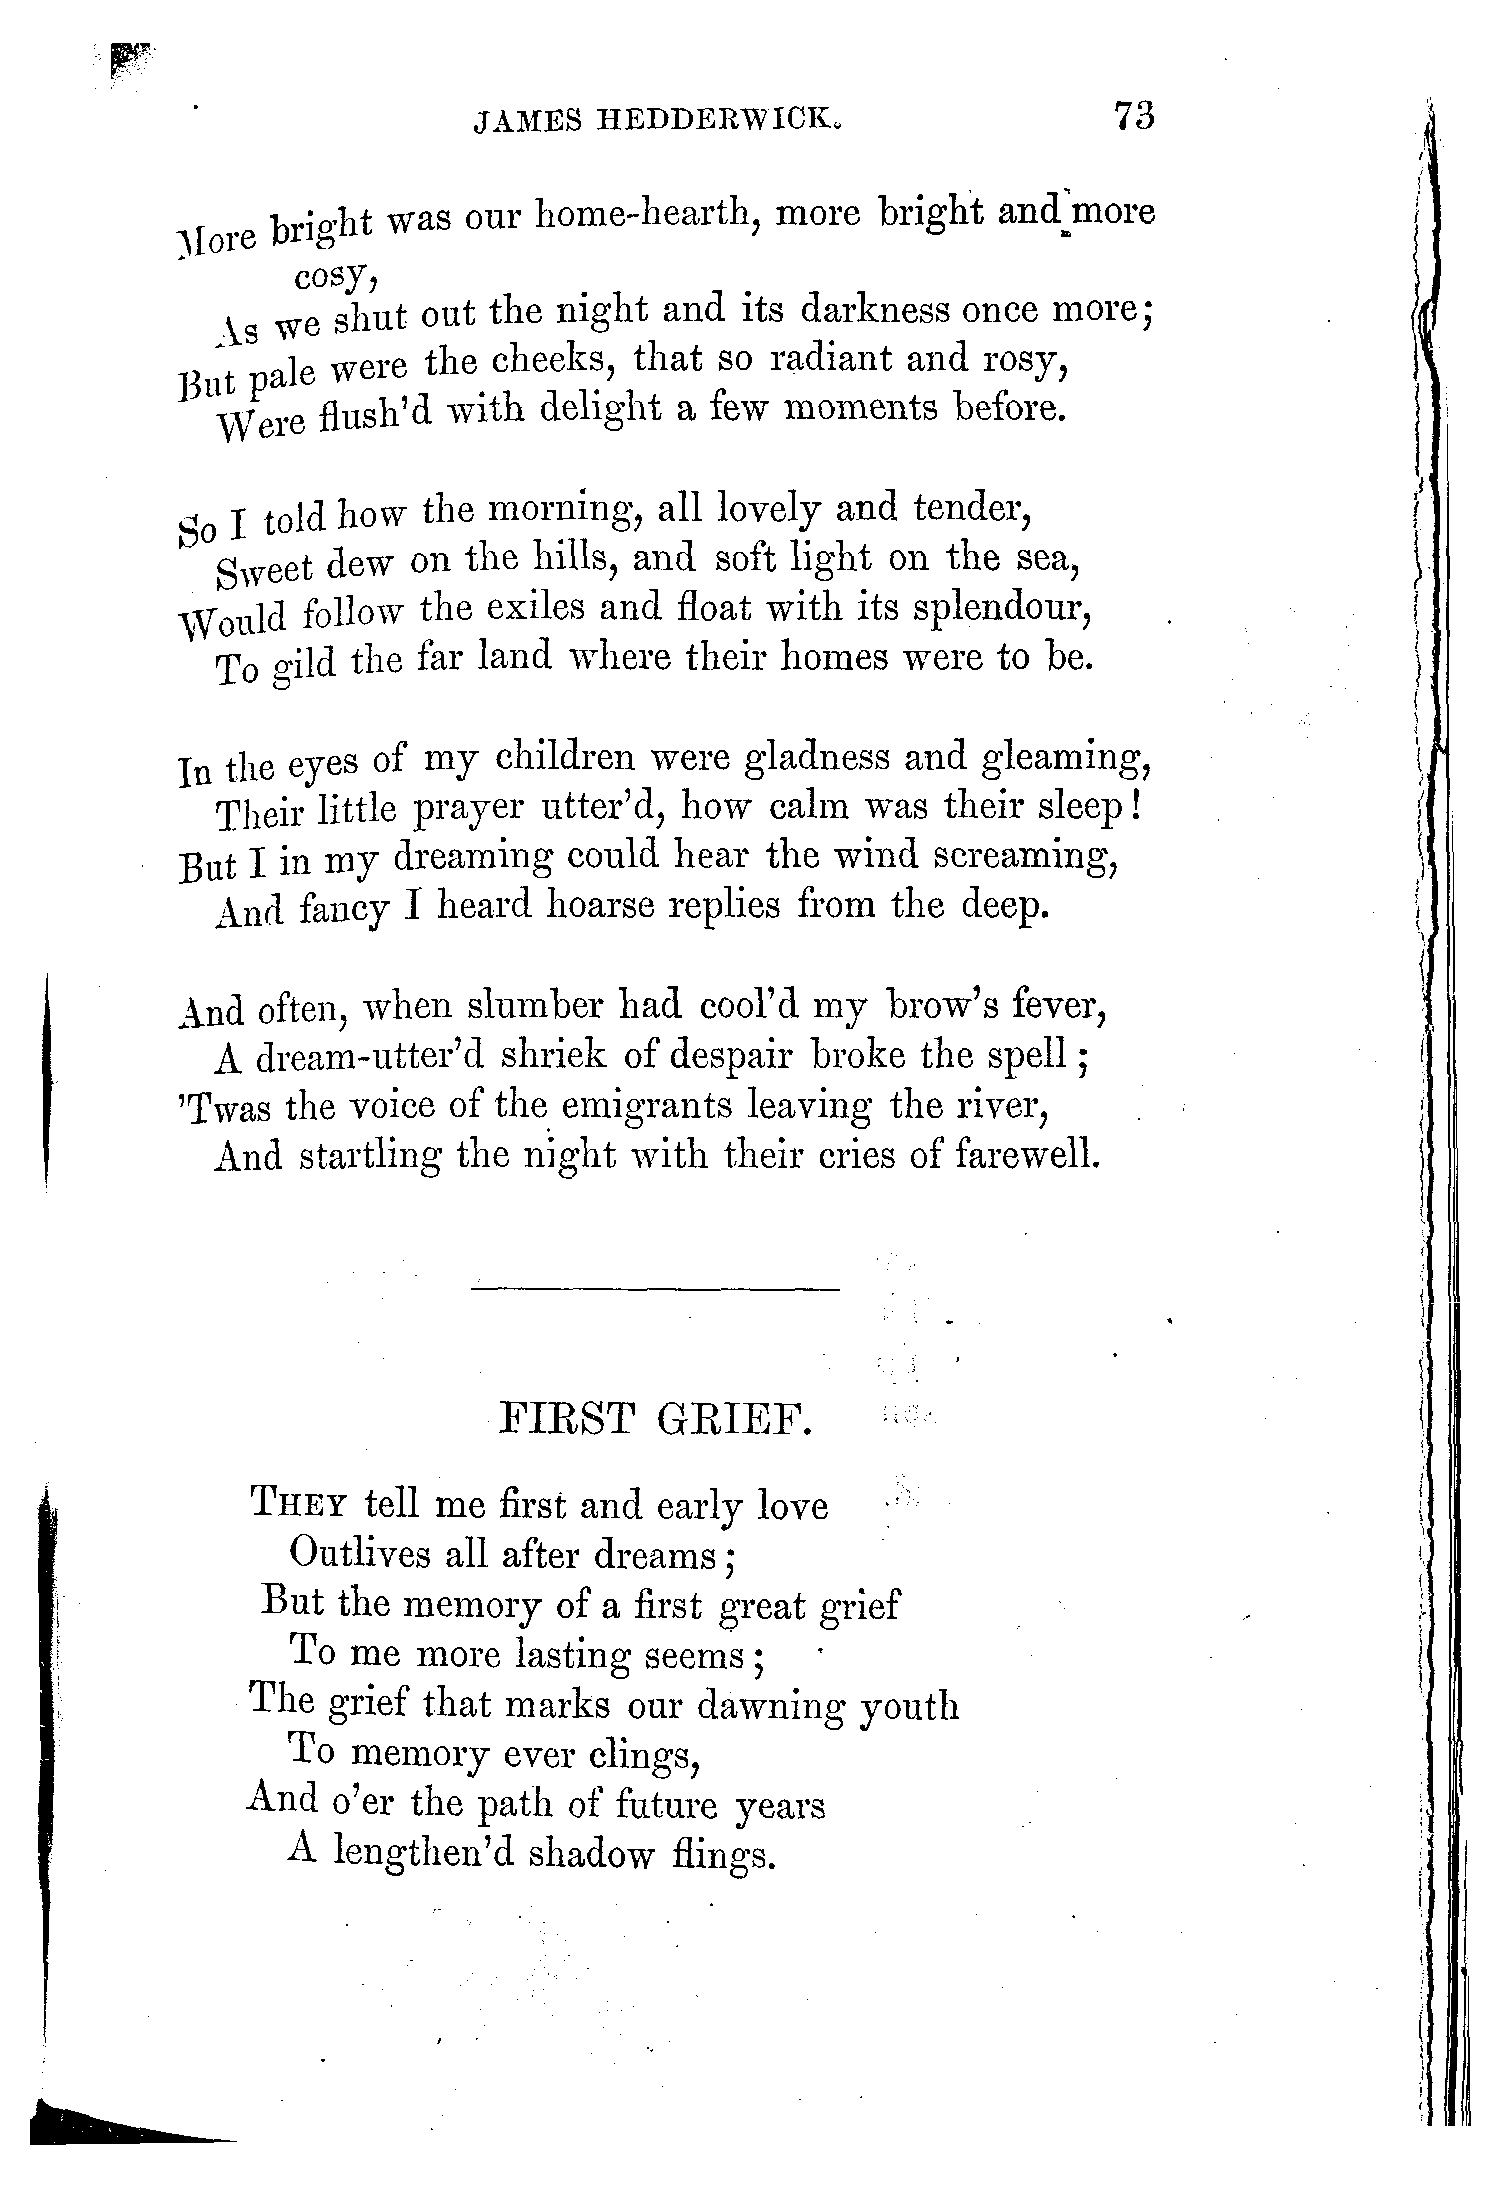 JAMES HEDDERWICK. 73
More bright was our home-hearth, more bright and more
cosy,
As we shut out the night and its darkness once more;
But pale were the cheeks, that so radiant and rosy,
Were flush'd with delight a few moments before.
So I told how the morning, all lovely and tender,
Sweet dew on the hills, and soft light on the sea,
Would follow the exiles and float with its splendour,
To gild the far land where their homes were to be.
In the eyes of my children were gladness and gleaming,
Their little prayer utter'd, how calm was their sleep!
But I in my dreaming could hear the wind screaming,
And fancy I heard hoarse replies from the deep.
And often, when slumber had cool'd my brow's fever,
A dream-utter'd shriek of despair broke the spell;
'Twas the voice of the emigrants leaving the river,
And startling the night with their cries of farewell.
FIRST GRIEF.
THEY tell me first and early love
Outlives all after dreams;
But the memory of a first great grief
To me more lasting seems;
The grief that marks our dawning youth
To memory ever clings,
And o'er the path of future years
A lengthen'd shadow flings.